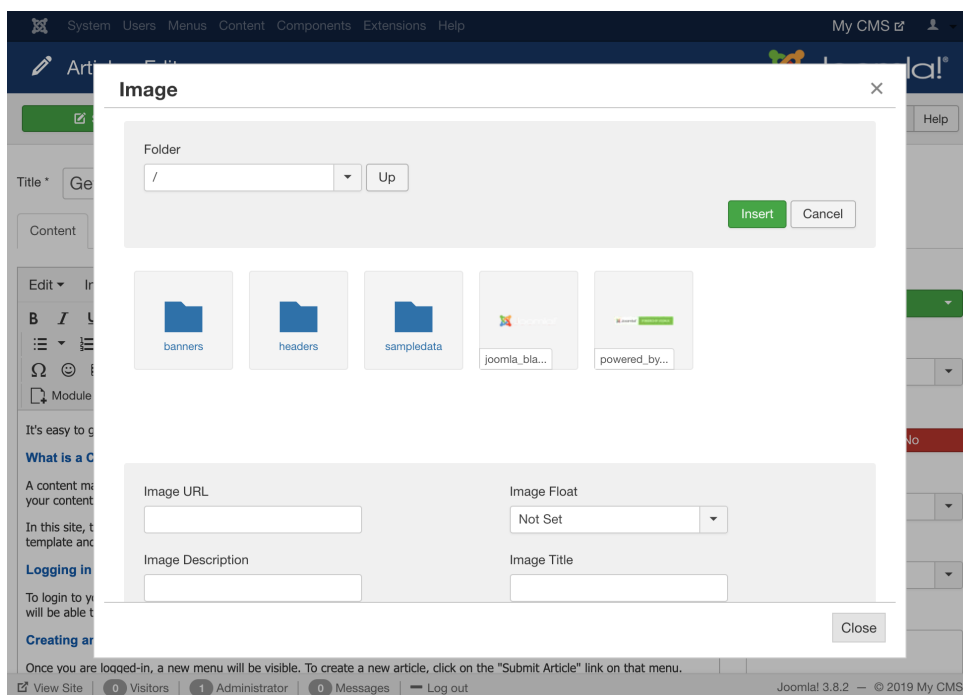 System Users Menus Content Components Extensions Help
My CMS
Image
×
Help
Folder
/
Up
Title *
Ge
Insert
Cancel
Content
Edit
B I U
banners
headers
sampledata
joomla_bla...
powered_by...
Module
It's easy to g
No
What is a C
A content ma
your content
Image URL
Image Float
Not Set
In this site, t
template and
Image Description
Image Title
Logging in
To login to yo
will be able t
Close
Creating an
Once you are logged-in, a new menu will be visible. To create a new article, click on the "Submit Article" link on that menu.
View Site
0 Visitors
1 Administrator
0 Messages
Log out
Joomla! 3.8.2 — © 2019 My CMS